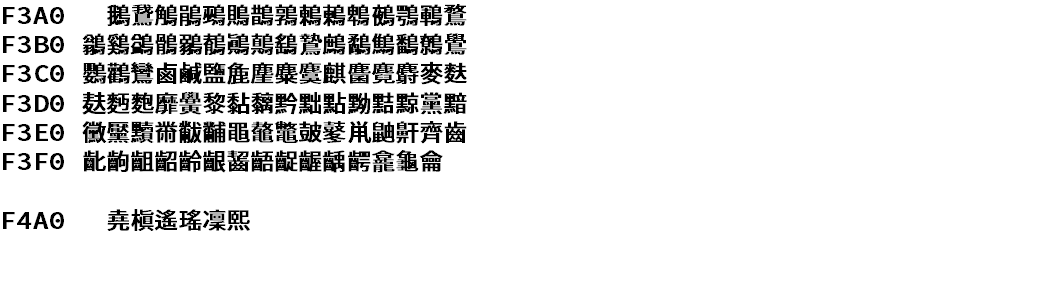 F3A0 鵝鵞鵤鵑鵐鵙鵲鶉鶇鶫鵯鵺鶚鶤鶩
F3B0 鶲鷄鷁鶻鶸鶺鷆鷏鷂鷙鷓鷸鷦鷭鷯鷽
F3C0 鸚鸛鸞鹵鹹鹽麁麈麋麌麒麕麑麝麥麩
F3D0 麸麪麭靡黌黎黏黐黔黜點黝黠黥黨黯
F3E0 黴黶黷黹黻黼黽鼇鼈皷鼕鼡鼬鼾齊齒
F3F0 齔齣齟齠齡齦齧齬齪齷齲齶龕龜龠
F4A0 堯槇遙瑤凜熙